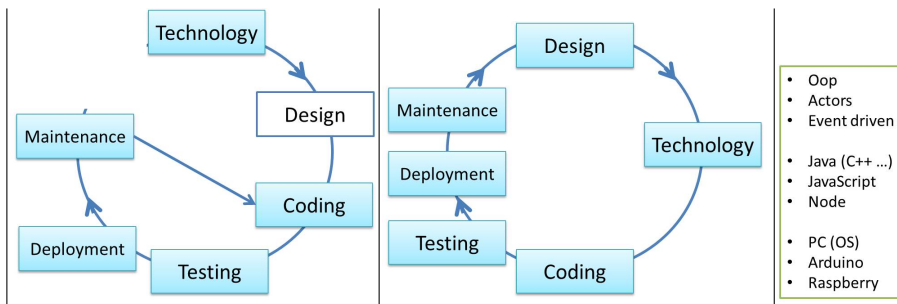 Technology
Design
Maintenance
Coding
Deployment
Testing
Design
Maintenance
Technology
Deployment
Testing
Coding
• Oop
• Actors
• Event driven
• Java (C++ ...)
• JavaScript
• Node
• PC (OS)
• Arduino
• Raspberry